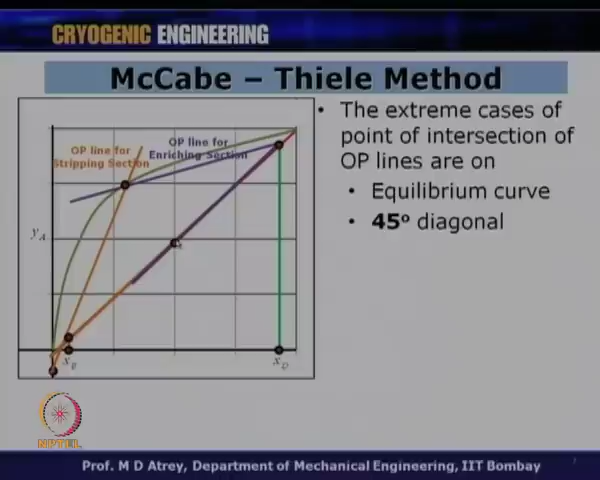 CRYOGENIC ENGINEERING
McCabe – Thiele Method
OP line for
Stripping Section
OP line for
Enriching Section
y_A
x_B
x_D
• The extreme cases of
point of intersection of
OP lines are on
• Equilibrium curve
• 45° diagonal
NPTEL
Prof. M D Atrey, Department of Mechanical Engineering, IIT Bombay